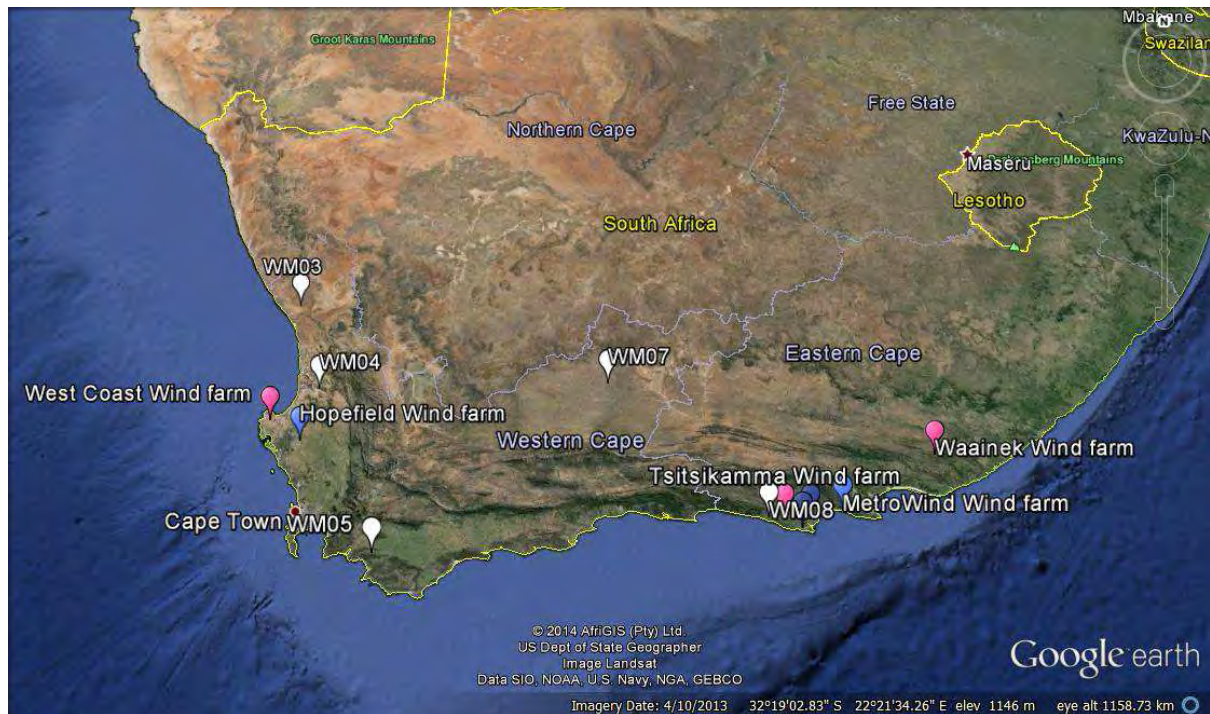 Mbabane
N
Groot Karas Mountains
Swazilan
Free State
Northern Cape
KwaZulu-N
Drakensberg Mountains
Maseru
Lesotho
South Africa
WM03
WM04
WM07
Eastern Cape
West Coast Wind farm
Hopefield Wind farm
Western Cape
Waainek Wind farm
Tsitsikamma Wind farm
MetroWind Wind farm
WM08
Cape Town
WM05
© 2014 AfriGIS (Pty) Ltd.
US Dept of State Geographer
Image Landsat
Data SIO, NOAA, U.S. Navy, NGA, GEBCO
Google earth
Imagery Date: 4/10/2013 32°19'02.83" S 22°21'34.26" E elev 1146 m eye alt 1158.73 km